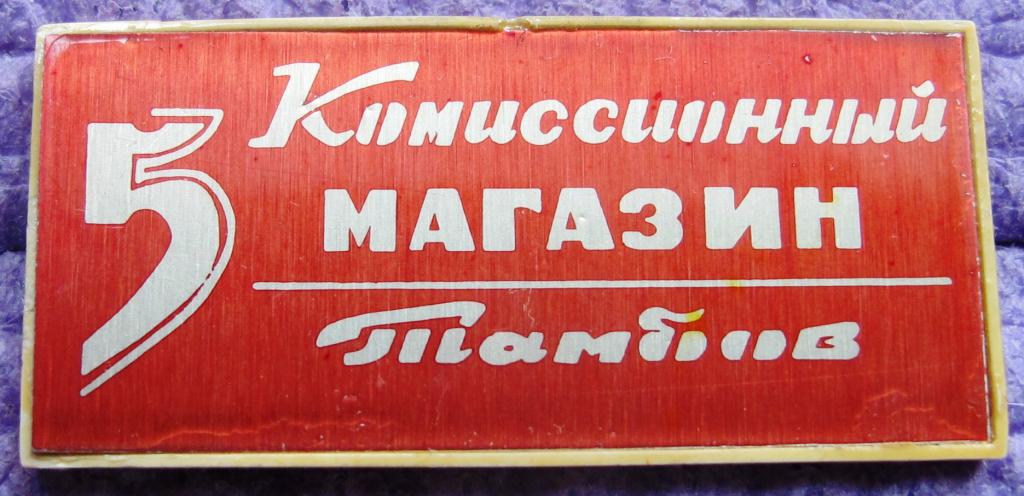 5
Комиссионный
МАГАЗИН
Тамбов